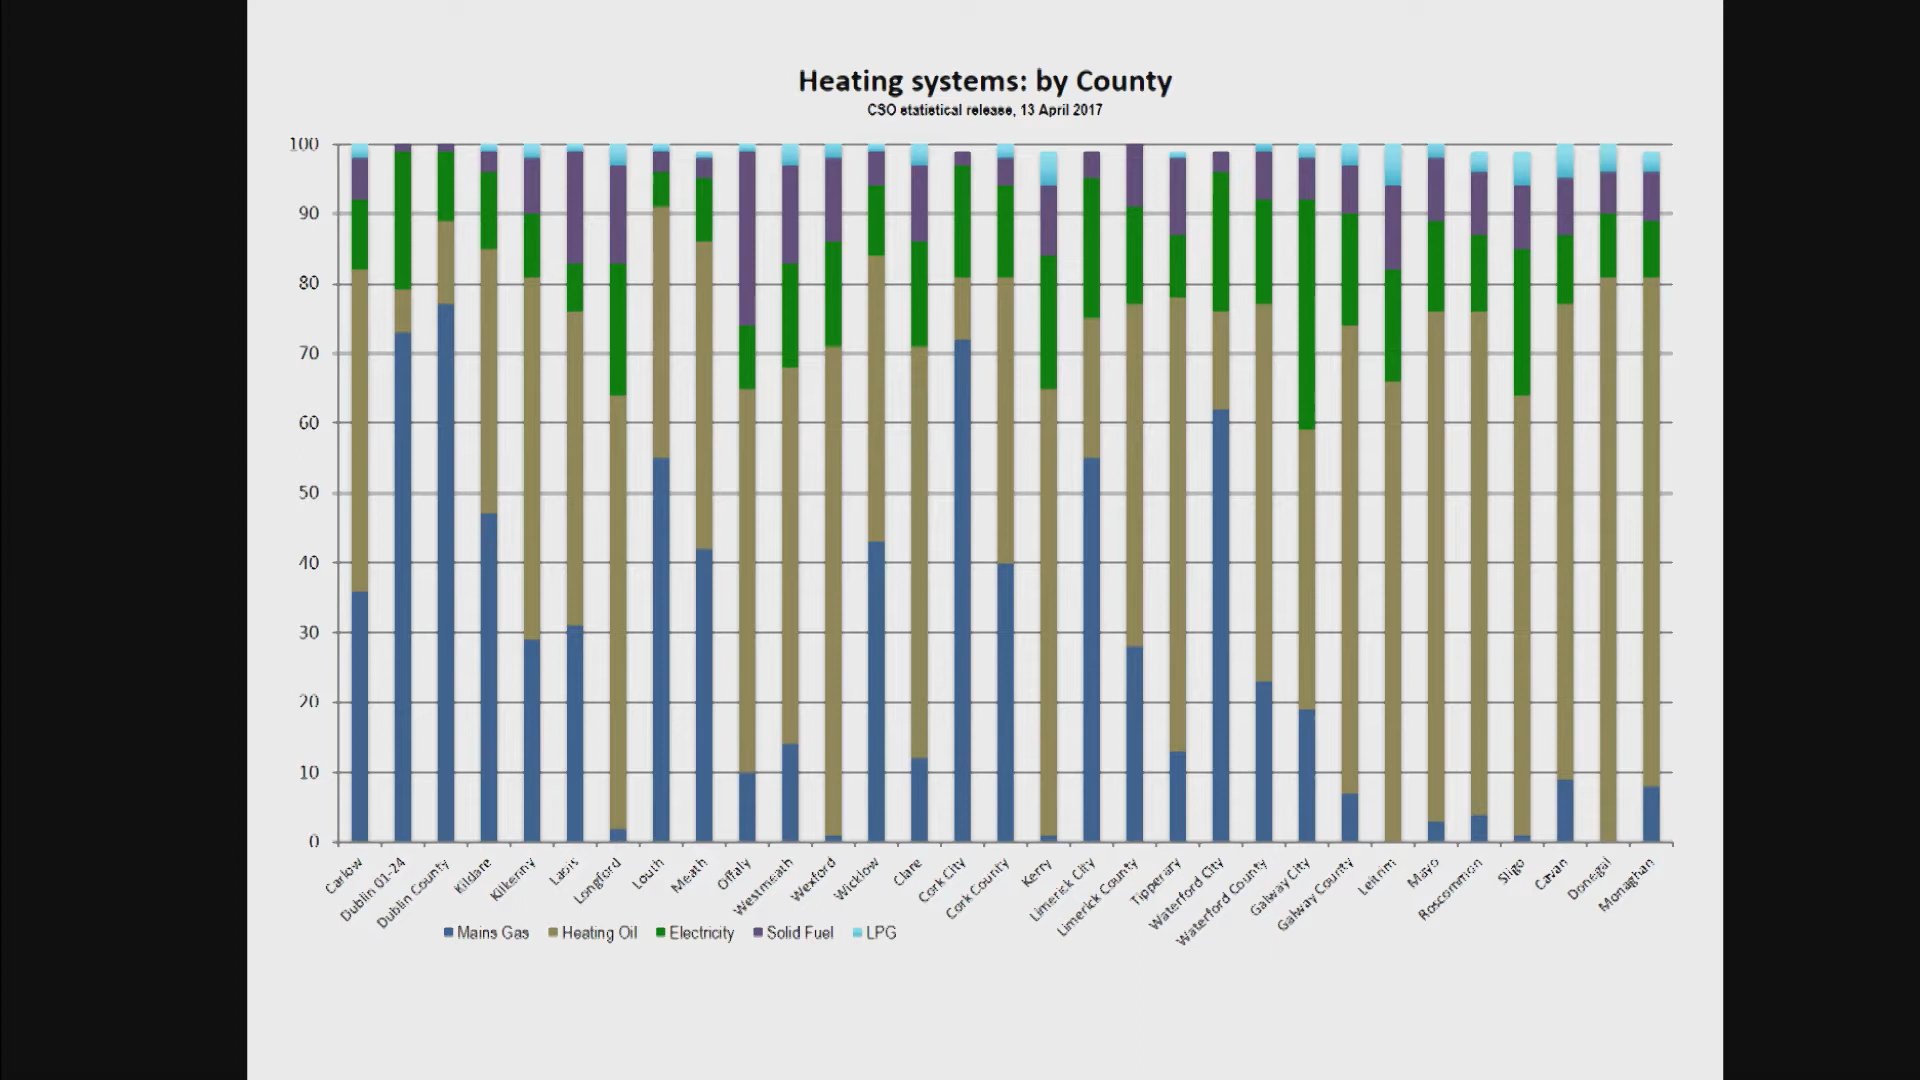 Heating systems: by County
CSO statistical release, 13 April 2017
100
90
80
70
60
50
40
30
20
10
0
Carlow
Dublin 01-24
Dublin County
Kildare
Kilkenny
Laois
Longford
Louth
Meath
Offaly
Westmeath
Wexford
Wicklow
Clare
Cork City
Cork County
Kerry
Limerick City
Limerick County
Tipperary
Waterford City
Waterford County
Galway City
Galway County
Leitrim
Mayo
Roscommon
Sligo
Cavan
Donegal
Monaghan
Mains Gas Heating Oil Electricity Solid Fuel LPG